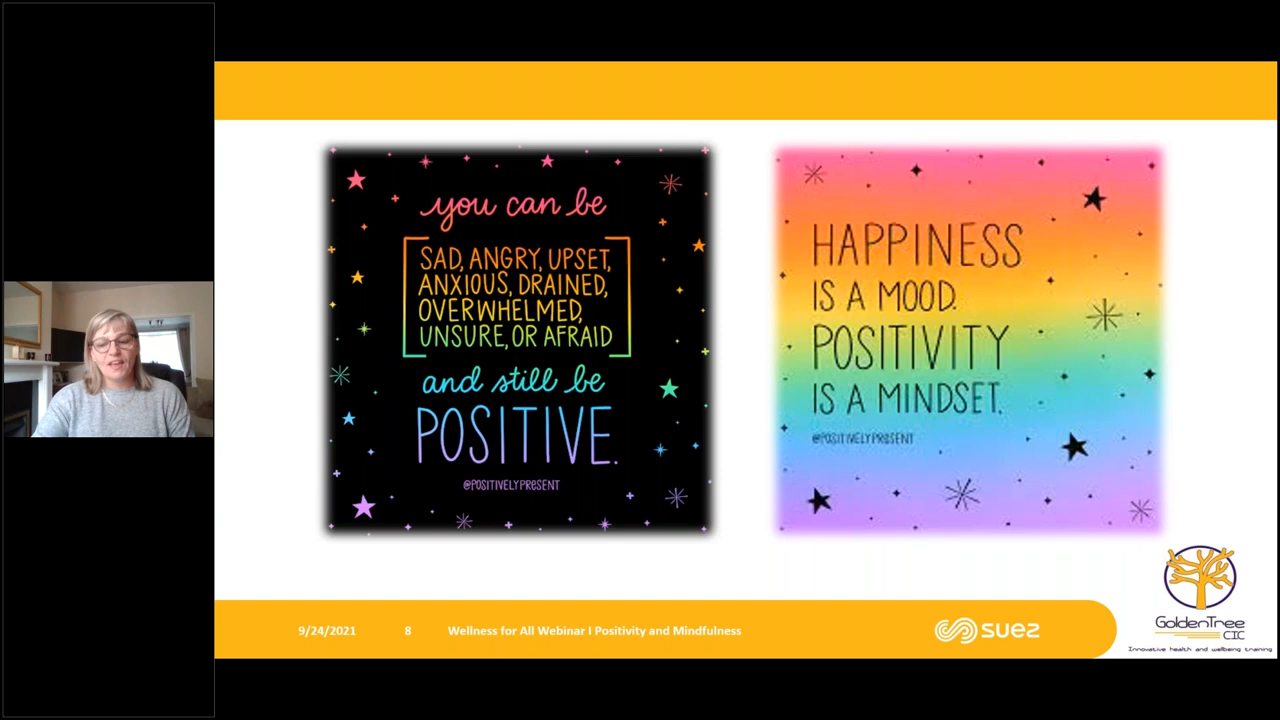 you can be
SAD, ANGRY, UPSET,
ANXIOUS, DRAINED,
OVERWHELMED,
UNSURE, OR AFRAID
and still be
POSITIVE.
@POSITIVELYPRESENT
HAPPINESS
IS A MOOD.
POSITIVITY
IS A MINDSET.
@POSITIVELYPRESENT
9/24/2021 8 Wellness for All Webinar I Positivity and Mindfulness
suez
GoldenTree
CIC
Innovative health and wellbeing training